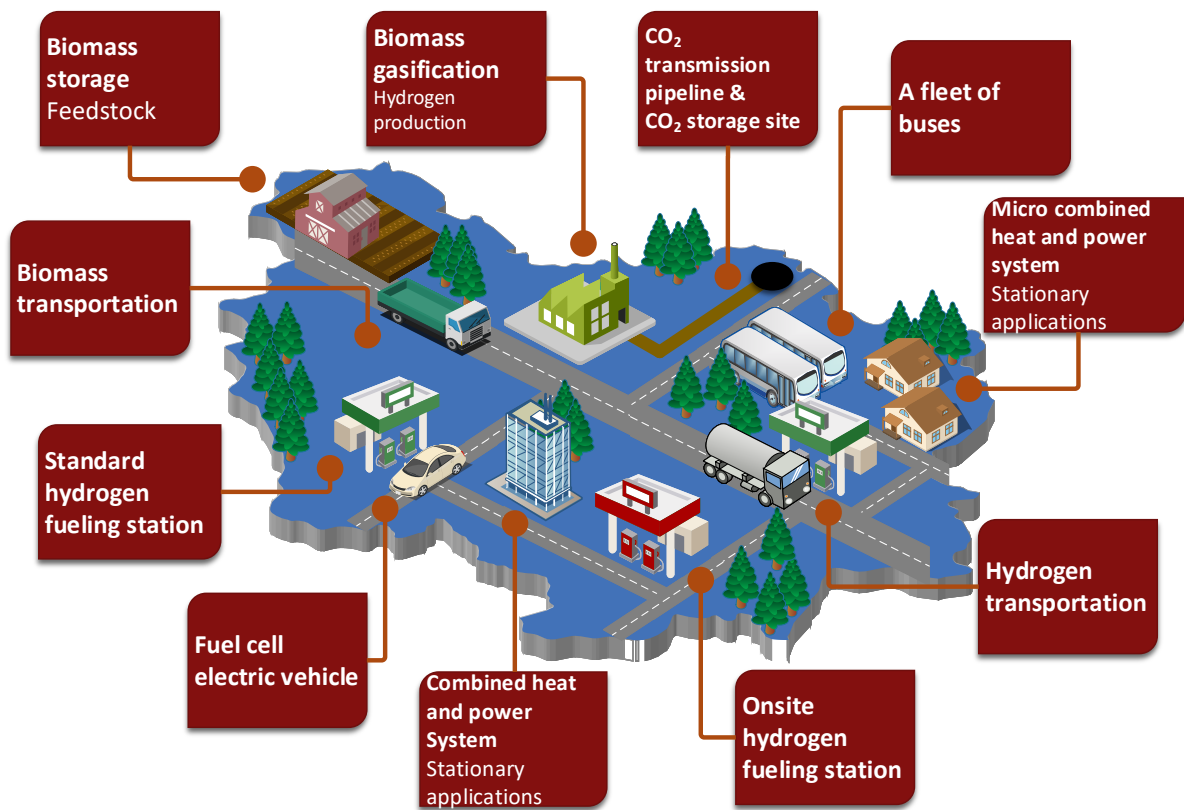 Biomass
storage
Feedstock
Biomass
gasification
Hydrogen
production
CO₂
transmission
pipeline &
CO₂ storage site
A fleet of
buses
Micro combined
heat and power
system
Stationary
applications
Biomass
transportation
Standard
hydrogen
fueling station
Hydrogen
transportation
Fuel cell
electric vehicle
Combined heat
and power
System
Stationary
applications
Onsite
hydrogen
fueling station